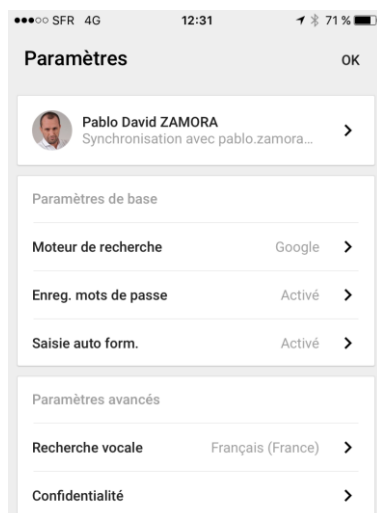 SFR 4G 12:31 71 %
Paramètres OK
Pablo David ZAMORA
Synchronisation avec pablo.zamora...
Paramètres de base
Moteur de recherche Google
Enreg. mots de passe Activé
Saisie auto form. Activé
Paramètres avancés
Recherche vocale Français (France)
Confidentialité